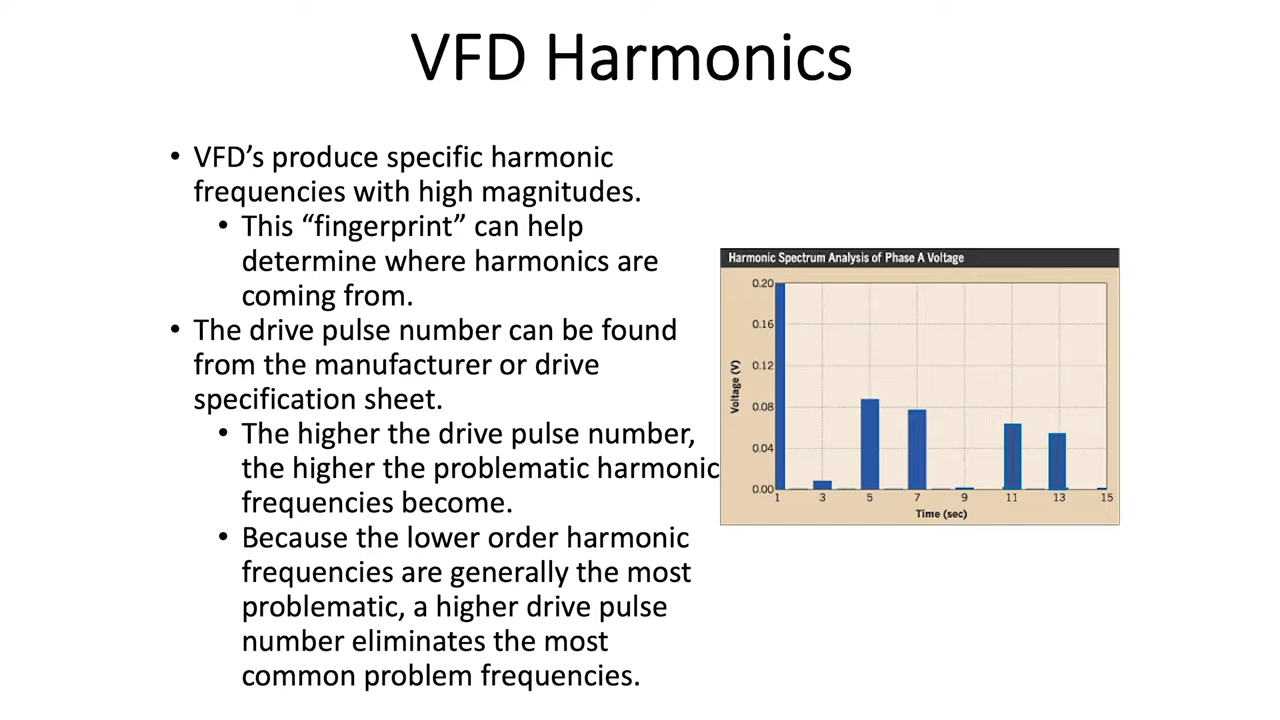 VFD Harmonics
• VFD's produce specific harmonic
frequencies with high magnitudes.
• This “fingerprint” can help
determine where harmonics are
coming from.
• The drive pulse number can be found
from the manufacturer or drive
specification sheet.
• The higher the drive pulse number,
the higher the problematic harmonic
frequencies become.
• Because the lower order harmonic
frequencies are generally the most
problematic, a higher drive pulse
number eliminates the most
common problem frequencies.
Harmonic Spectrum Analysis of Phase A Voltage
Voltage (V)
0.20
0.16
0.12
0.08
0.04
0.00
1 3 5 7 9 11 13 15
Time (sec)